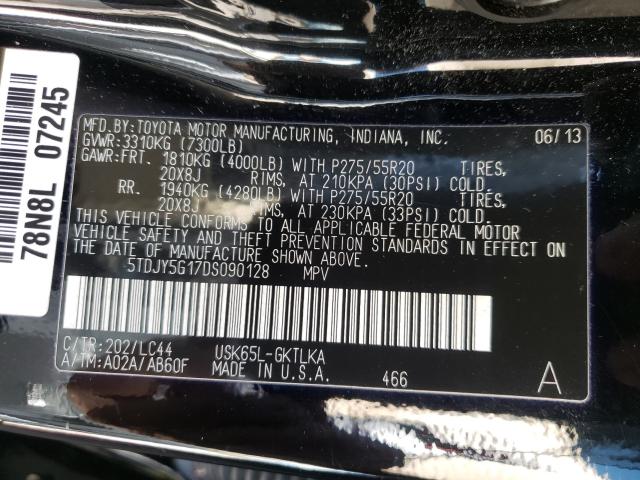 78N8L 07245
MFD.BY:TOYOTA MOTOR MANUFACTURING, INDIANA, INC. 06/13
GVWR:3310KG (7300LB)
GAWR:FRT. 1810KG (4000LB) WITH P275/55R20 TIRES,
20X8J RIMS, AT 210KPA (30PSI) COLD.
RR. 1940KG (4280LB) WITH P275/55R20 TIRES,
20X8J RIMS, AT 230KPA (33PSI) COLD.
THIS VEHICLE CONFORMS TO ALL APPLICABLE FEDERAL MOTOR
VEHICLE SAFETY AND THEFT PREVENTION STANDARDS IN EFFECT ON
THE DATE OF MANUFACTURE SHOWN ABOVE.
5TDJY5G17DS090128 MPV
C/TR:202/LC44 USK65L-GKTLKA
A/TM:A02A/AB60F MADE IN U.S.A. 466 A